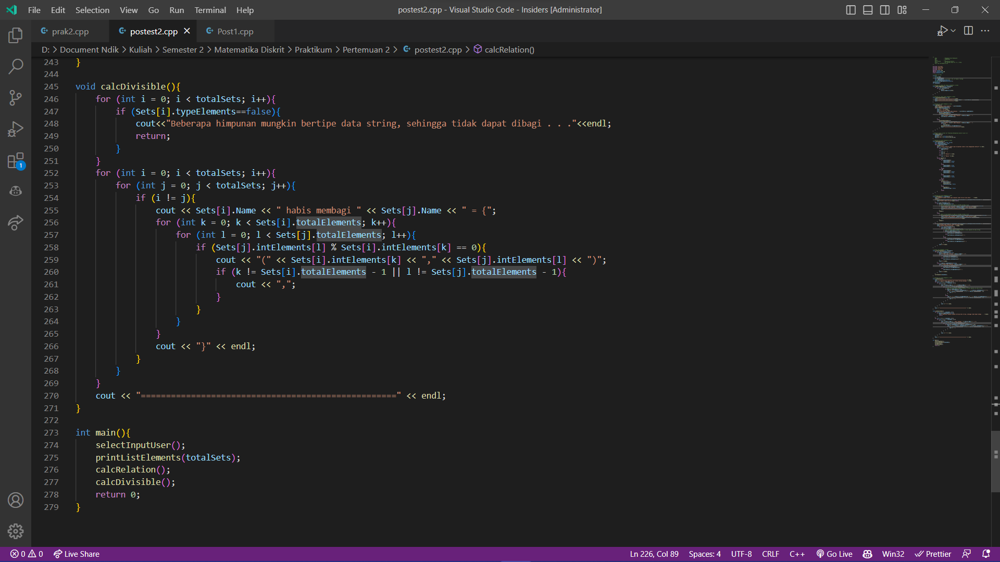 File Edit Selection View Go Run Terminal Help postest2.cpp - Visual Studio Code - Insiders [Administrator]
prak2.cpp postest2.cpp Post1.cpp
D: > Document Ndik > Kuliah > Semester 2 > Matematika Diskrit > Praktikum > Pertemuan 2 > postest2.cpp > calcRelation()
243 }
244
245 void calcDivisible(){
246     for (int i = 0; i < totalSets; i++){
247         if (Sets[i].typeElements==false){
248             cout<<"Beberapa himpunan mungkin bertipe data string, sehingga tidak dapat dibagi . . ."<<endl;
249             return;
250         }
251     }
252     for (int i = 0; i < totalSets; i++){
253         for (int j = 0; j < totalSets; j++){
254             if (i != j){
255                 cout << Sets[i].Name << " habis membagi " << Sets[j].Name << " = {";
256                 for (int k = 0; k < Sets[i].totalElements; k++){
257                     for (int l = 0; l < Sets[j].totalElements; l++){
258                         if (Sets[j].intElements[l] % Sets[i].intElements[k] == 0){
259                             cout << "(" << Sets[i].intElements[k] << "," << Sets[j].intElements[l] << ")";
260                             if (k != Sets[i].totalElements - 1 || l != Sets[j].totalElements - 1){
261                                 cout << ",";
262                             }
263                         }
264                     }
265                 }
266                 cout << "}" << endl;
267             }
268         }
269     }
270     cout << "===================================================" << endl;
271 }
272
273 int main(){
274     selectInputUser();
275     printListElements(totalSets);
276     calcRelation();
277     calcDivisible();
278     return 0;
279 }
1
0 0 Live Share Ln 226, Col 89 Spaces: 4 UTF-8 CRLF C++ Go Live Win32 Prettier